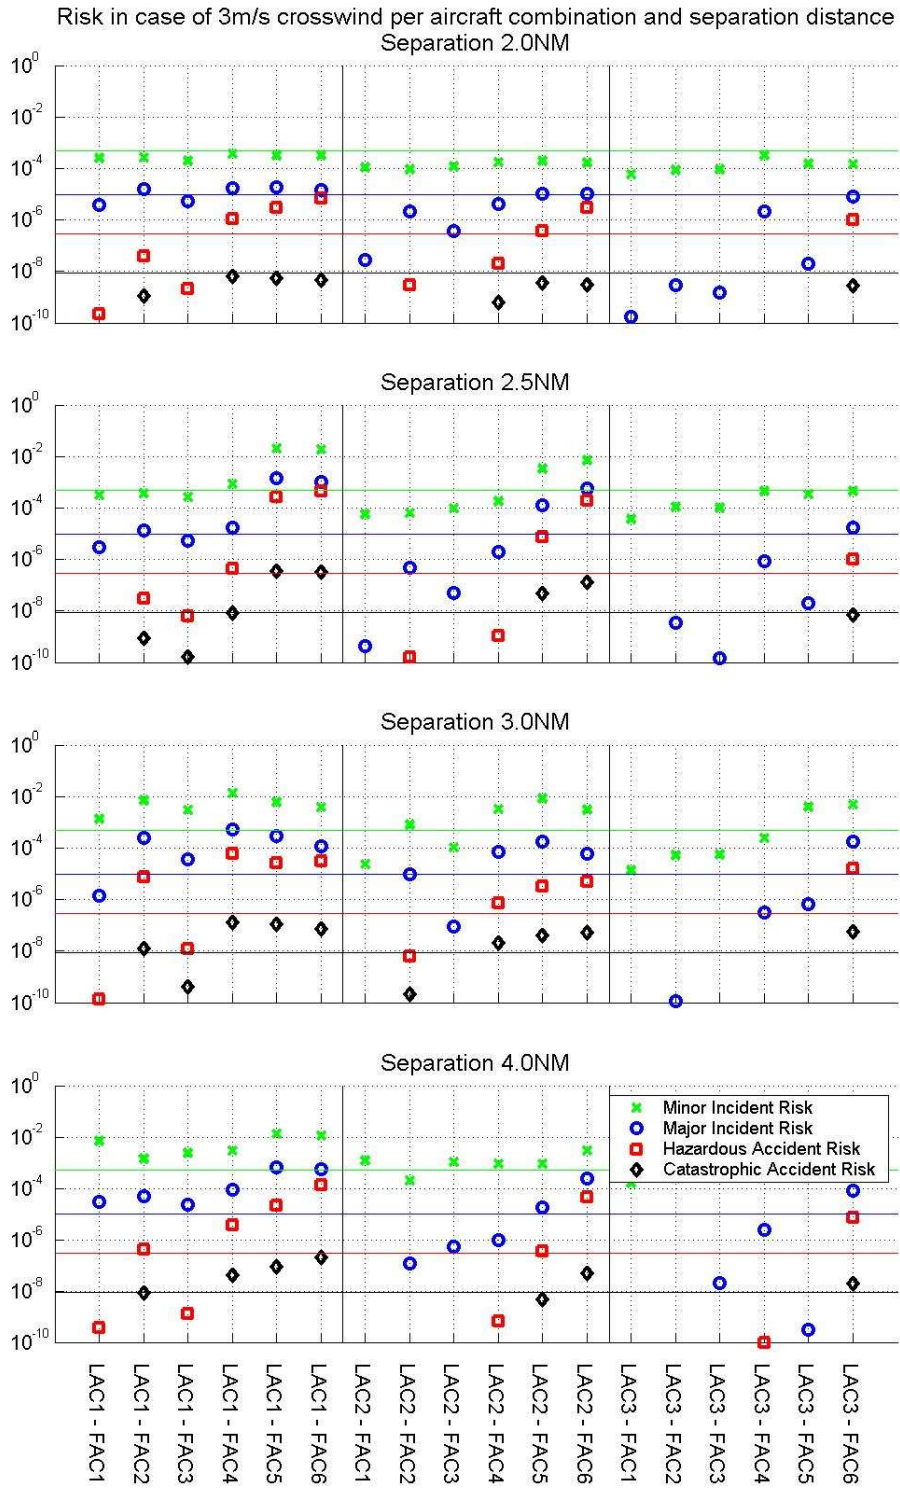 Risk in case of 3m/s crosswind per aircraft combination and separation distance
Separation 2.0NM
10^0
10^-2
10^-4
10^-6
10^-8
10^-10
Separation 2.5NM
10^0
10^-2
10^-4
10^-6
10^-8
10^-10
Separation 3.0NM
10^0
10^-2
10^-4
10^-6
10^-8
10^-10
Separation 4.0NM
10^0
10^-2
10^-4
10^-6
10^-8
10^-10
Minor Incident Risk
Major Incident Risk
Hazardous Accident Risk
Catastrophic Accident Risk
LAC1 - FAC1
LAC1 - FAC2
LAC1 - FAC3
LAC1 - FAC4
LAC1 - FAC5
LAC1 - FAC6
LAC2 - FAC1
LAC2 - FAC2
LAC2 - FAC3
LAC2 - FAC4
LAC2 - FAC5
LAC2 - FAC6
LAC3 - FAC1
LAC3 - FAC2
LAC3 - FAC3
LAC3 - FAC4
LAC3 - FAC5
LAC3 - FAC6